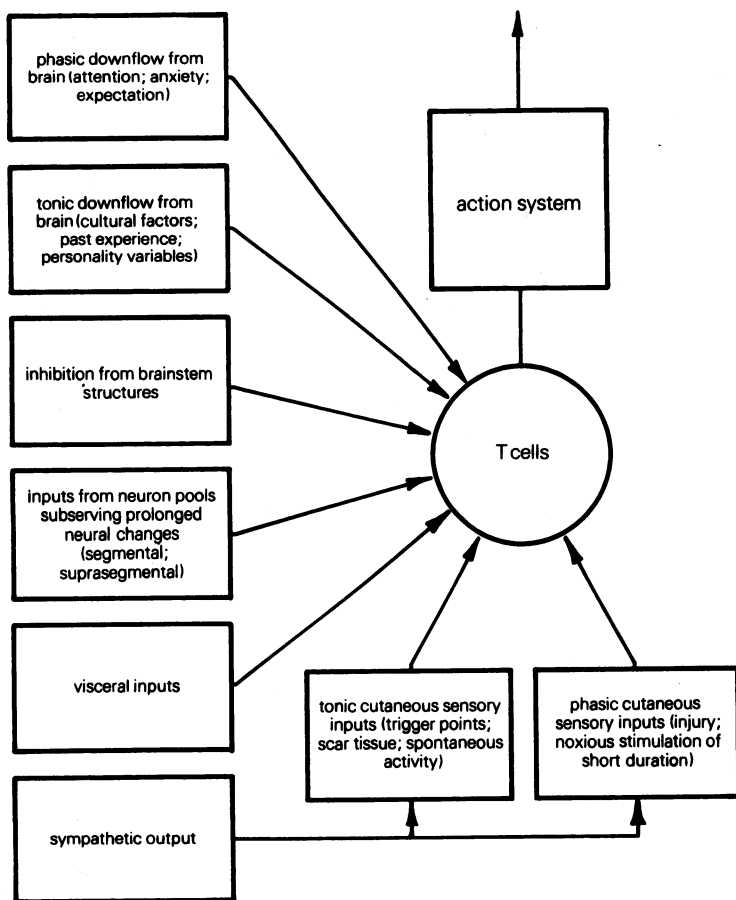 phasic downflow from
brain (attention; anxiety;
expectation)
tonic downflow from
brain (cultural factors;
past experience;
personality variables)
inhibition from brainstem
structures
inputs from neuron pools
subserving prolonged
neural changes
(segmental;
suprasegmental)
visceral inputs
sympathetic output
action system
T cells
tonic cutaneous sensory
inputs (trigger points;
scar tissue; spontaneous
activity)
phasic cutaneous
sensory inputs (injury;
noxious stimulation of
short duration)